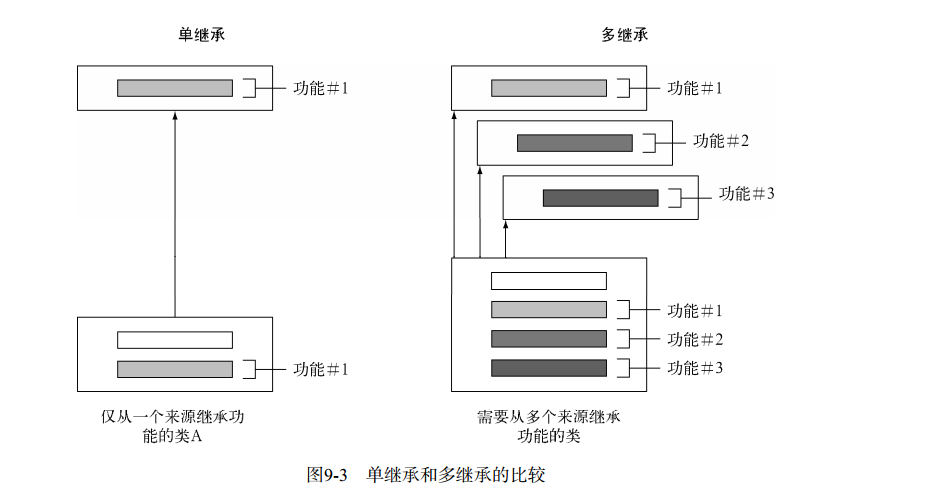 单继承
功能＃1
功能＃1
仅从一个来源继承功
能的类A
多继承
功能＃1
功能＃2
功能＃3
功能＃1
功能＃2
功能＃3
需要从多个来源继承
功能的类
图9-3 单继承和多继承的比较